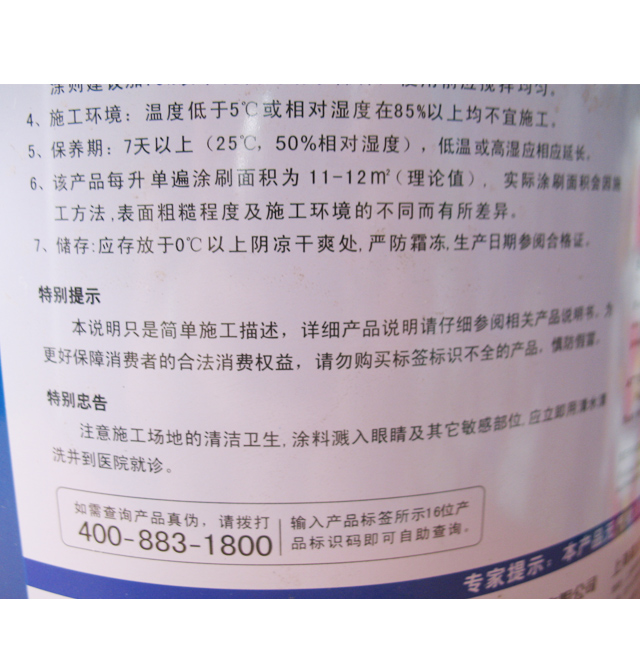 4、施工环境：温度低于5℃或相对湿度在85%以上均不宜施工。
5、保养期：7天以上（25℃，50%相对湿度），低温或高湿应相应延长。
6、该产品每升单遍涂刷面积为11-12㎡（理论值），实际涂刷面积会因施
工方法,表面粗糙程度及施工环境的不同而有所差异。
7、储存:应存放于0℃以上阴凉干爽处,严防霜冻,生产日期参阅合格证。
特别提示
本说明只是简单施工描述，详细产品说明请仔细参阅相关产品说明书。为
更好保障消费者的合法消费权益，请勿购买标签标识不全的产品，慎防假冒。
特别忠告
注意施工场地的清洁卫生,涂料溅入眼睛及其它敏感部位,应立即用清水清
洗并到医院就诊。
如需查询产品真伪，请拨打
400-883-1800
输入产品标签所示16位产
品标识码即可自助查询。
专家提示：本产品